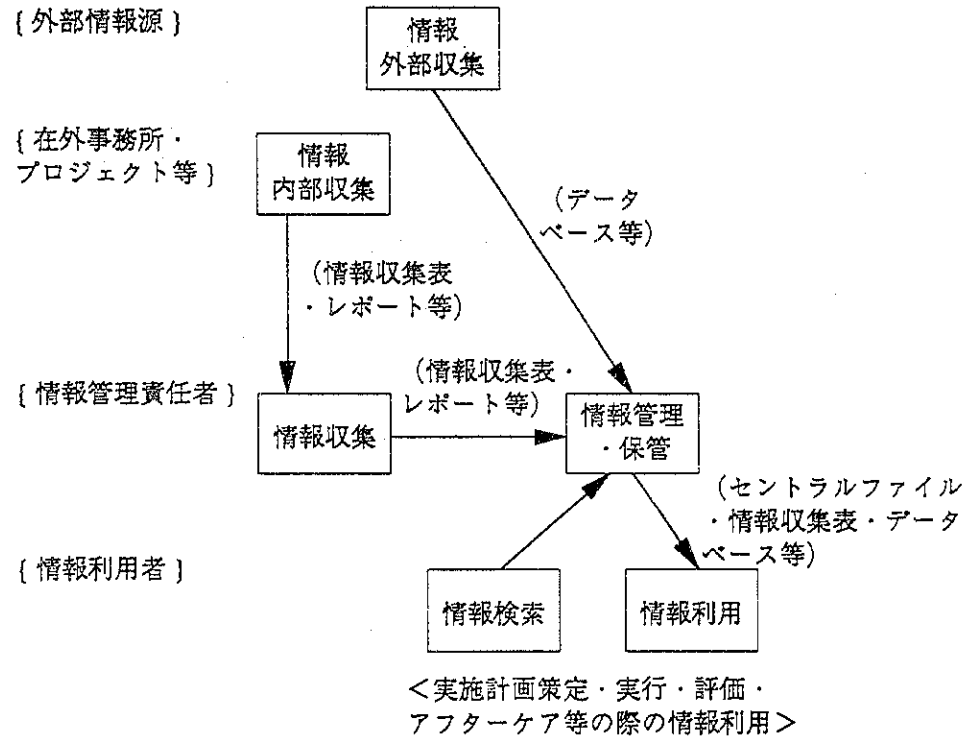 {外部情報源}
情報
外部収集
{在外事務所・
プロジェクト等}
情報
内部収集
(データ
ベース等)
(情報収集表
・レポート等)
{情報管理責任者}
情報収集
(情報収集表・
レポート等)
情報管理
・保管
(セントラルファイル
・情報収集表・データ
ベース等)
{情報利用者}
情報検索
情報利用
<実施計画策定・実行・評価・
アフターケア等の際の情報利用>